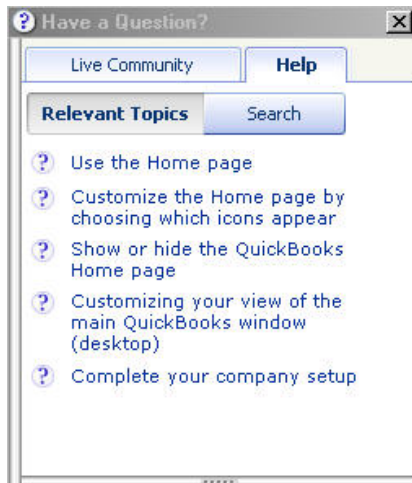 Have a Question?
Live Community
Help
Relevant Topics
Search
Use the Home page
Customize the Home page by
choosing which icons appear
Show or hide the QuickBooks
Home page
Customizing your view of the
main QuickBooks window
(desktop)
Complete your company setup